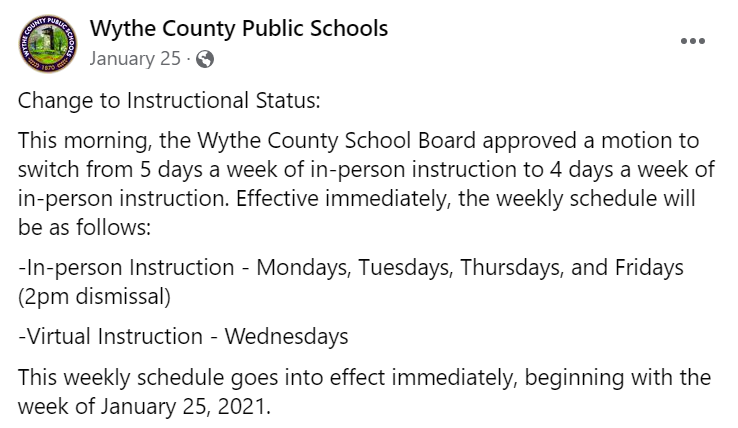 WYTHE COUNTY PUBLIC SCHOOLS
1870
Wythe County Public Schools
January 25 ·
Change to Instructional Status:
This morning, the Wythe County School Board approved a motion to
switch from 5 days a week of in-person instruction to 4 days a week of
in-person instruction. Effective immediately, the weekly schedule will
be as follows:
-In-person Instruction - Mondays, Tuesdays, Thursdays, and Fridays
(2pm dismissal)
-Virtual Instruction - Wednesdays
This weekly schedule goes into effect immediately, beginning with the
week of January 25, 2021.